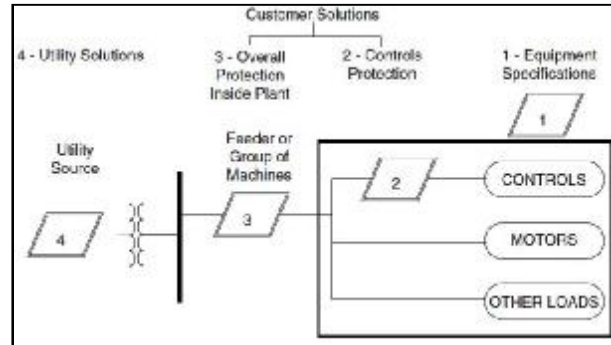 Customer Solutions
4 - Utility Solutions
3 - Overall
Protection
Inside Plant
2 - Controls
Protection
1 - Equipment
Specifications
1
Utility
Source
Feeder or
Group of
Machines
2
CONTROLS
4
3
MOTORS
OTHER LOADS